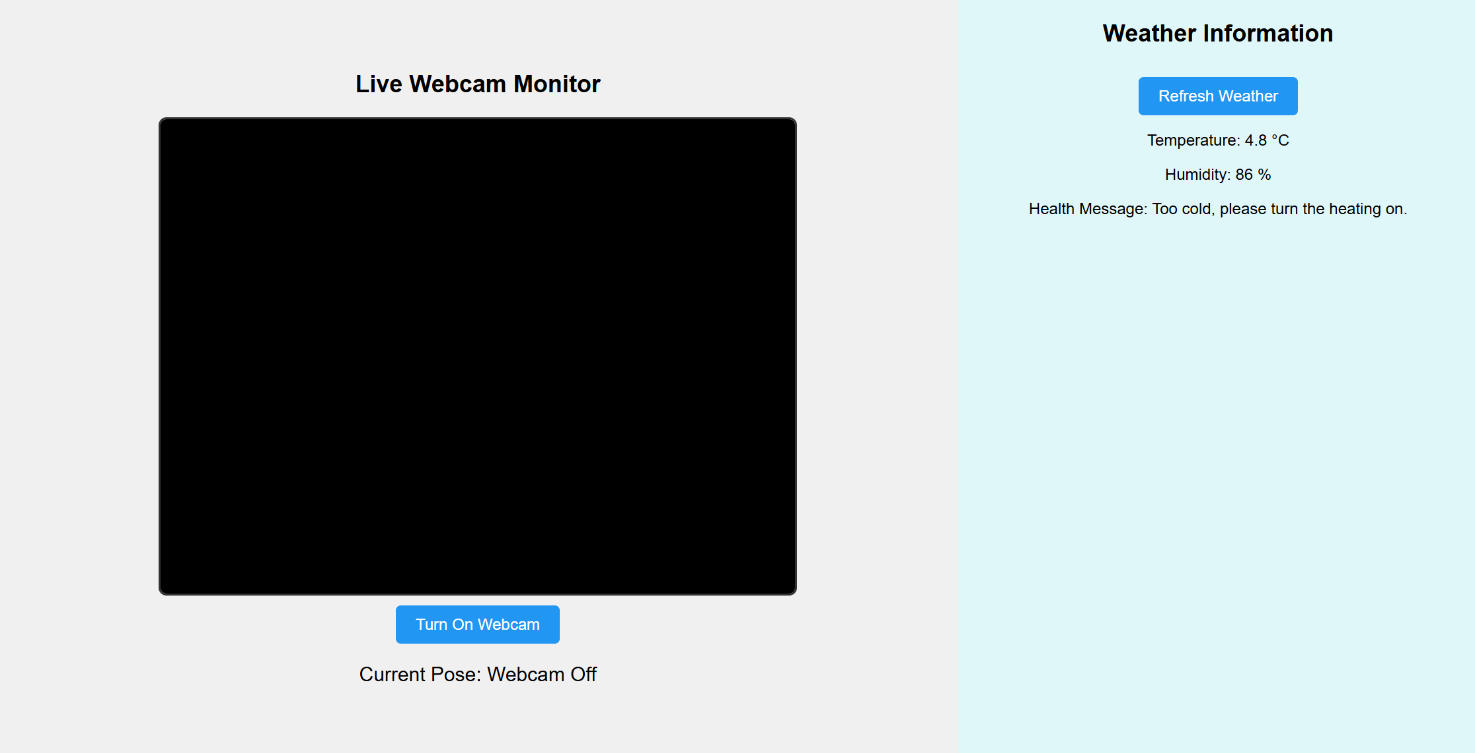 Live Webcam Monitor
Turn On Webcam
Current Pose: Webcam Off
Weather Information
Refresh Weather
Temperature: 4.8 °C
Humidity: 86 %
Health Message: Too cold, please turn the heating on.